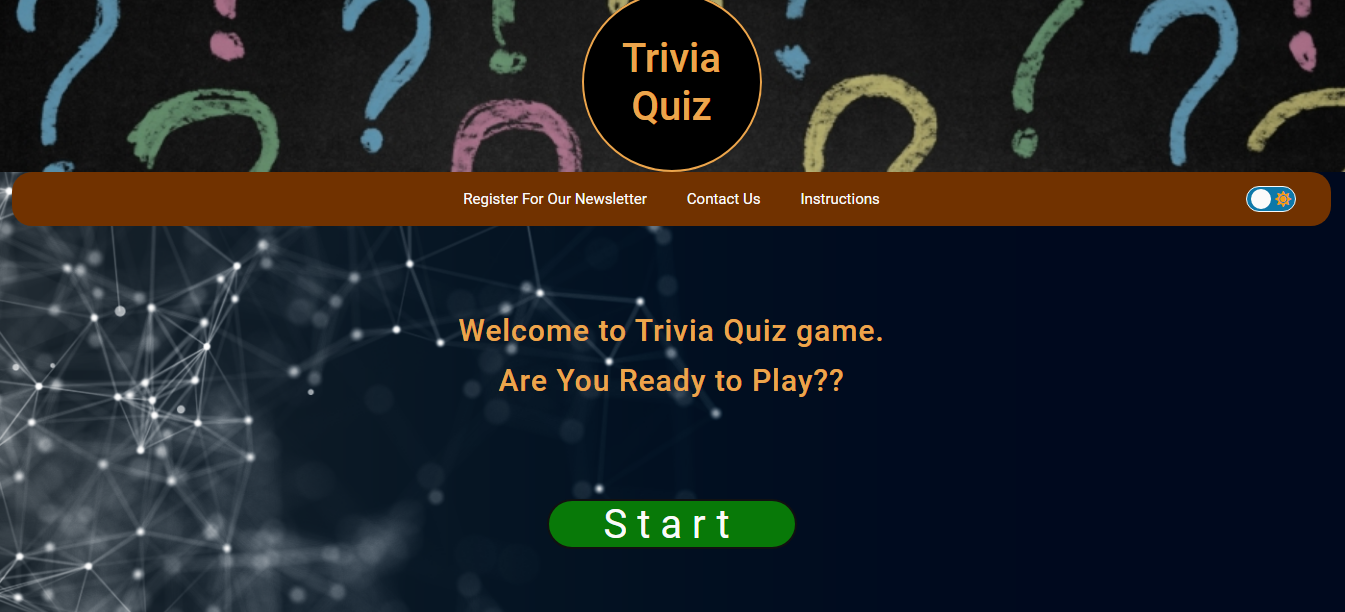 Trivia
Quiz
Register For Our Newsletter Contact Us Instructions
Welcome to Trivia Quiz game.
Are You Ready to Play??
Start